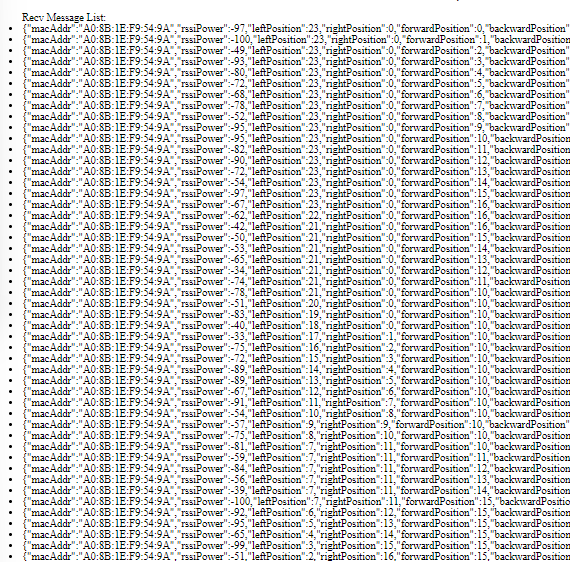 Recv Message List:
{"macAddr":"A0:8B:1E:F9:54:9A","rssiPower":-97,"leftPosition":23,"rightPosition":0,"forwardPosition":0,"backwardPosition"
{"macAddr":"A0:8B:1E:F9:54:9A","rssiPower":-100,"leftPosition":23,"rightPosition":0,"forwardPosition":1,"backwardPosition
{"macAddr":"A0:8B:1E:F9:54:9A","rssiPower":-49,"leftPosition":23,"rightPosition":0,"forwardPosition":2,"backwardPosition"
{"macAddr":"A0:8B:1E:F9:54:9A","rssiPower":-93,"leftPosition":23,"rightPosition":0,"forwardPosition":3,"backwardPosition"
{"macAddr":"A0:8B:1E:F9:54:9A","rssiPower":-80,"leftPosition":23,"rightPosition":0,"forwardPosition":4,"backwardPosition"
{"macAddr":"A0:8B:1E:F9:54:9A","rssiPower":-72,"leftPosition":23,"rightPosition":0,"forwardPosition":5,"backwardPosition"
{"macAddr":"A0:8B:1E:F9:54:9A","rssiPower":-68,"leftPosition":23,"rightPosition":0,"forwardPosition":6,"backwardPosition"
{"macAddr":"A0:8B:1E:F9:54:9A","rssiPower":-78,"leftPosition":23,"rightPosition":0,"forwardPosition":7,"backwardPosition"
{"macAddr":"A0:8B:1E:F9:54:9A","rssiPower":-52,"leftPosition":23,"rightPosition":0,"forwardPosition":8,"backwardPosition"
{"macAddr":"A0:8B:1E:F9:54:9A","rssiPower":-95,"leftPosition":23,"rightPosition":0,"forwardPosition":9,"backwardPosition"
{"macAddr":"A0:8B:1E:F9:54:9A","rssiPower":-95,"leftPosition":23,"rightPosition":0,"forwardPosition":10,"backwardPosition
{"macAddr":"A0:8B:1E:F9:54:9A","rssiPower":-82,"leftPosition":23,"rightPosition":0,"forwardPosition":11,"backwardPosition
{"macAddr":"A0:8B:1E:F9:54:9A","rssiPower":-90,"leftPosition":23,"rightPosition":0,"forwardPosition":12,"backwardPosition
{"macAddr":"A0:8B:1E:F9:54:9A","rssiPower":-72,"leftPosition":23,"rightPosition":0,"forwardPosition":13,"backwardPosition
{"macAddr":"A0:8B:1E:F9:54:9A","rssiPower":-54,"leftPosition":23,"rightPosition":0,"forwardPosition":14,"backwardPosition
{"macAddr":"A0:8B:1E:F9:54:9A","rssiPower":-97,"leftPosition":23,"rightPosition":0,"forwardPosition":15,"backwardPosition
{"macAddr":"A0:8B:1E:F9:54:9A","rssiPower":-67,"leftPosition":23,"rightPosition":0,"forwardPosition":16,"backwardPosition
{"macAddr":"A0:8B:1E:F9:54:9A","rssiPower":-62,"leftPosition":22,"rightPosition":0,"forwardPosition":16,"backwardPosition
{"macAddr":"A0:8B:1E:F9:54:9A","rssiPower":-42,"leftPosition":21,"rightPosition":0,"forwardPosition":16,"backwardPosition
{"macAddr":"A0:8B:1E:F9:54:9A","rssiPower":-50,"leftPosition":21,"rightPosition":0,"forwardPosition":15,"backwardPosition
{"macAddr":"A0:8B:1E:F9:54:9A","rssiPower":-53,"leftPosition":21,"rightPosition":0,"forwardPosition":14,"backwardPosition
{"macAddr":"A0:8B:1E:F9:54:9A","rssiPower":-65,"leftPosition":21,"rightPosition":0,"forwardPosition":13,"backwardPosition
{"macAddr":"A0:8B:1E:F9:54:9A","rssiPower":-34,"leftPosition":21,"rightPosition":0,"forwardPosition":12,"backwardPosition
{"macAddr":"A0:8B:1E:F9:54:9A","rssiPower":-74,"leftPosition":21,"rightPosition":0,"forwardPosition":11,"backwardPosition
{"macAddr":"A0:8B:1E:F9:54:9A","rssiPower":-78,"leftPosition":21,"rightPosition":0,"forwardPosition":10,"backwardPosition
{"macAddr":"A0:8B:1E:F9:54:9A","rssiPower":-51,"leftPosition":20,"rightPosition":0,"forwardPosition":10,"backwardPosition
{"macAddr":"A0:8B:1E:F9:54:9A","rssiPower":-83,"leftPosition":19,"rightPosition":0,"forwardPosition":10,"backwardPosition
{"macAddr":"A0:8B:1E:F9:54:9A","rssiPower":-40,"leftPosition":18,"rightPosition":0,"forwardPosition":10,"backwardPosition
{"macAddr":"A0:8B:1E:F9:54:9A","rssiPower":-33,"leftPosition":17,"rightPosition":1,"forwardPosition":10,"backwardPosition
{"macAddr":"A0:8B:1E:F9:54:9A","rssiPower":-75,"leftPosition":16,"rightPosition":2,"forwardPosition":10,"backwardPosition
{"macAddr":"A0:8B:1E:F9:54:9A","rssiPower":-72,"leftPosition":15,"rightPosition":3,"forwardPosition":10,"backwardPosition
{"macAddr":"A0:8B:1E:F9:54:9A","rssiPower":-89,"leftPosition":14,"rightPosition":4,"forwardPosition":10,"backwardPosition
{"macAddr":"A0:8B:1E:F9:54:9A","rssiPower":-89,"leftPosition":13,"rightPosition":5,"forwardPosition":10,"backwardPosition
{"macAddr":"A0:8B:1E:F9:54:9A","rssiPower":-67,"leftPosition":12,"rightPosition":6,"forwardPosition":10,"backwardPosition
{"macAddr":"A0:8B:1E:F9:54:9A","rssiPower":-91,"leftPosition":11,"rightPosition":7,"forwardPosition":10,"backwardPosition
{"macAddr":"A0:8B:1E:F9:54:9A","rssiPower":-54,"leftPosition":10,"rightPosition":8,"forwardPosition":10,"backwardPosition
{"macAddr":"A0:8B:1E:F9:54:9A","rssiPower":-57,"leftPosition":9,"rightPosition":9,"forwardPosition":10,"backwardPosition"
{"macAddr":"A0:8B:1E:F9:54:9A","rssiPower":-75,"leftPosition":8,"rightPosition":10,"forwardPosition":10,"backwardPosition
{"macAddr":"A0:8B:1E:F9:54:9A","rssiPower":-81,"leftPosition":7,"rightPosition":11,"forwardPosition":10,"backwardPosition
{"macAddr":"A0:8B:1E:F9:54:9A","rssiPower":-59,"leftPosition":7,"rightPosition":11,"forwardPosition":11,"backwardPosition
{"macAddr":"A0:8B:1E:F9:54:9A","rssiPower":-84,"leftPosition":7,"rightPosition":11,"forwardPosition":12,"backwardPosition
{"macAddr":"A0:8B:1E:F9:54:9A","rssiPower":-56,"leftPosition":7,"rightPosition":11,"forwardPosition":13,"backwardPosition
{"macAddr":"A0:8B:1E:F9:54:9A","rssiPower":-39,"leftPosition":7,"rightPosition":11,"forwardPosition":14,"backwardPosition
{"macAddr":"A0:8B:1E:F9:54:9A","rssiPower":-100,"leftPosition":7,"rightPosition":11,"forwardPosition":15,"backwardPositio
{"macAddr":"A0:8B:1E:F9:54:9A","rssiPower":-92,"leftPosition":6,"rightPosition":12,"forwardPosition":15,"backwardPosition
{"macAddr":"A0:8B:1E:F9:54:9A","rssiPower":-95,"leftPosition":5,"rightPosition":13,"forwardPosition":15,"backwardPosition
{"macAddr":"A0:8B:1E:F9:54:9A","rssiPower":-65,"leftPosition":4,"rightPosition":14,"forwardPosition":15,"backwardPosition
{"macAddr":"A0:8B:1E:F9:54:9A","rssiPower":-99,"leftPosition":3,"rightPosition":15,"forwardPosition":15,"backwardPosition
{"macAddr":"A0:8B:1E:F9:54:9A","rssiPower":-51,"leftPosition":2,"rightPosition":16,"forwardPosition":15,"backwardPosition